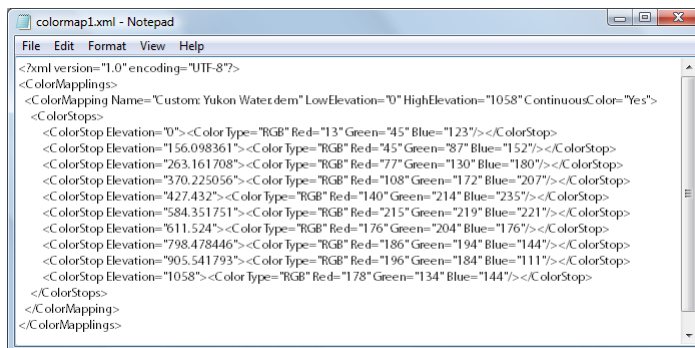 colormap1.xml - Notepad
File Edit Format View Help
<?xml version="1.0" encoding="UTF-8"?>
<ColorMapplings>
<ColorMapping Name="Custom: Yukon Water.dem" LowElevation="0" HighElevation="1058" ContinuousColor="Yes">
<ColorStops>
<ColorStop Elevation="0"><Color Type="RGB" Red="13" Green="45" Blue="123"/></ColorStop>
<ColorStop Elevation="156.098361"><Color Type="RGB" Red="45" Green="87" Blue="152"/></ColorStop>
<ColorStop Elevation="263.161708"><Color Type="RGB" Red="77" Green="130" Blue="180"/></ColorStop>
<ColorStop Elevation="370.225056"><Color Type="RGB" Red="108" Green="172" Blue="207"/></ColorStop>
<ColorStop Elevation="427.432"><Color Type="RGB" Red="140" Green="214" Blue="235"/></ColorStop>
<ColorStop Elevation="584.351751"><Color Type="RGB" Red="215" Green="219" Blue="221"/></ColorStop>
<ColorStop Elevation="611.524"><Color Type="RGB" Red="176" Green="204" Blue="176"/></ColorStop>
<ColorStop Elevation="798.478446"><Color Type="RGB" Red="186" Green="194" Blue="144"/></ColorStop>
<ColorStop Elevation="905.541793"><Color Type="RGB" Red="196" Green="184" Blue="111"/></ColorStop>
<ColorStop Elevation="1058"><Color Type="RGB" Red="178" Green="134" Blue="144"/></ColorStop>
</ColorStops>
</ColorMapping>
</ColorMapplings>